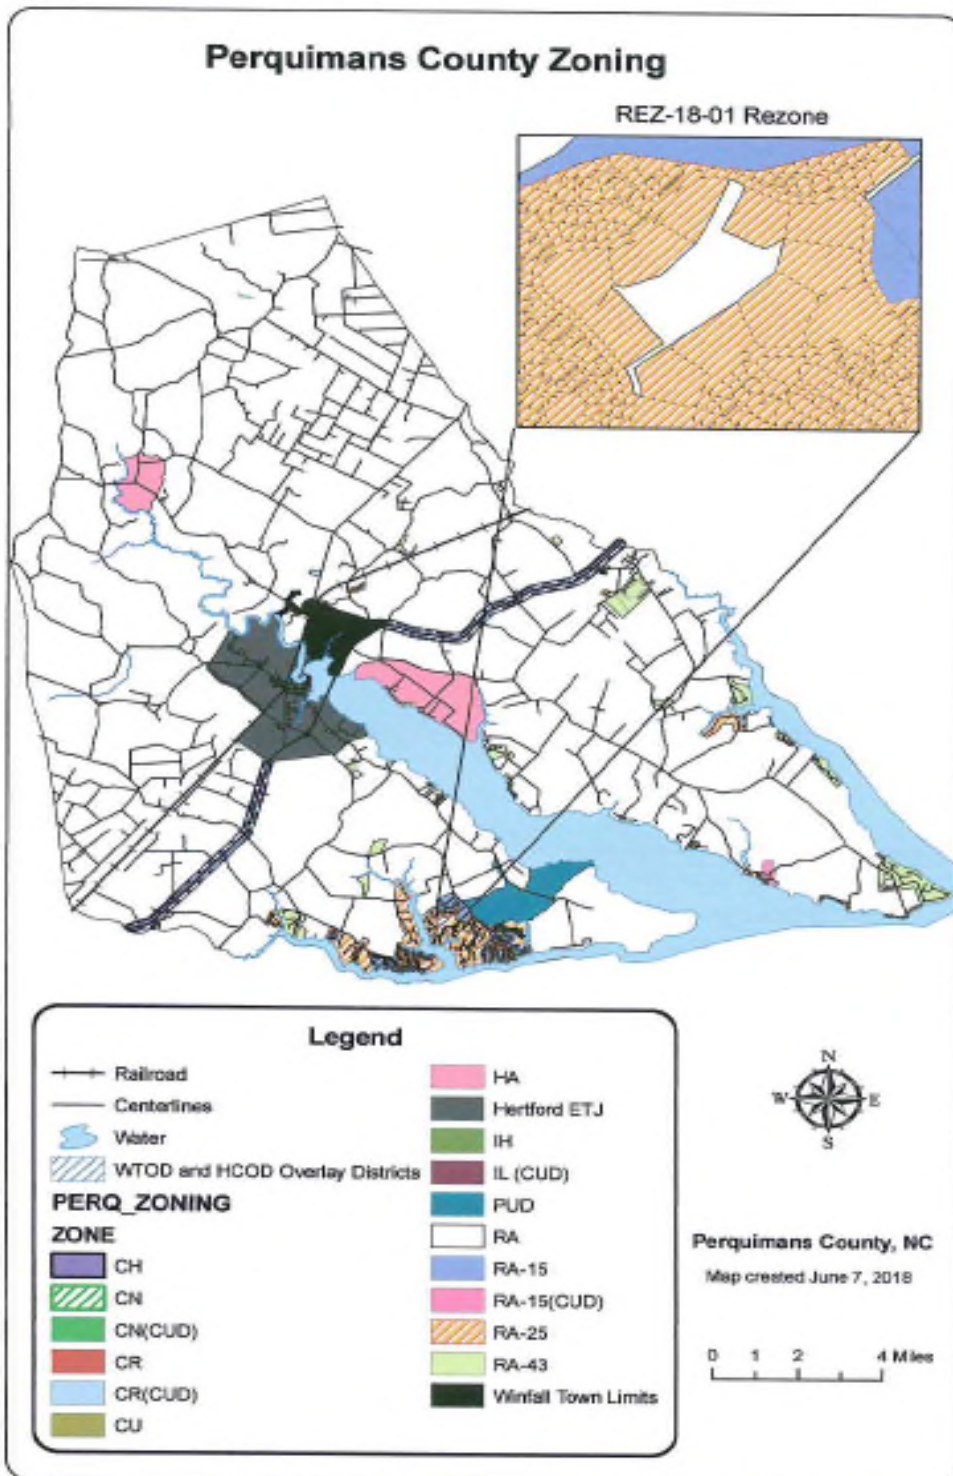 Perquimans County Zoning
REZ-18-01 Rezone
Legend
Railroad
Centerlines
Water
WTOD and HCOD Overlay Districts
PERQ_ZONING
ZONE
CH
CN
CN(CUD)
CR
CR(CUD)
CU
HA
Hertford ETJ
IH
IL (CUD)
PUD
RA
RA-15
RA-15(CUD)
RA-25
RA-43
Winfall Town Limits
N
W E
S
Perquimans County, NC
Map created June 7, 2018
0 1 2 4 Miles